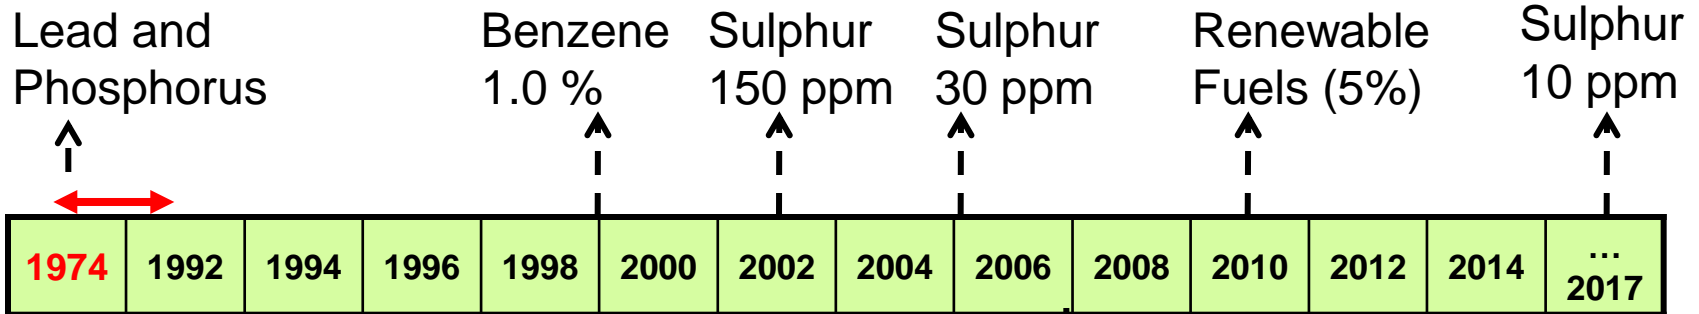 Lead and
Phosphorus
Benzene
1.0 %
Sulphur
150 ppm
Sulphur
30 ppm
Renewable
Fuels (5%)
Sulphur
10 ppm
1974 1992 1994 1996 1998 2000 2002 2004 2006 2008 2010 2012 2014 ...
2017